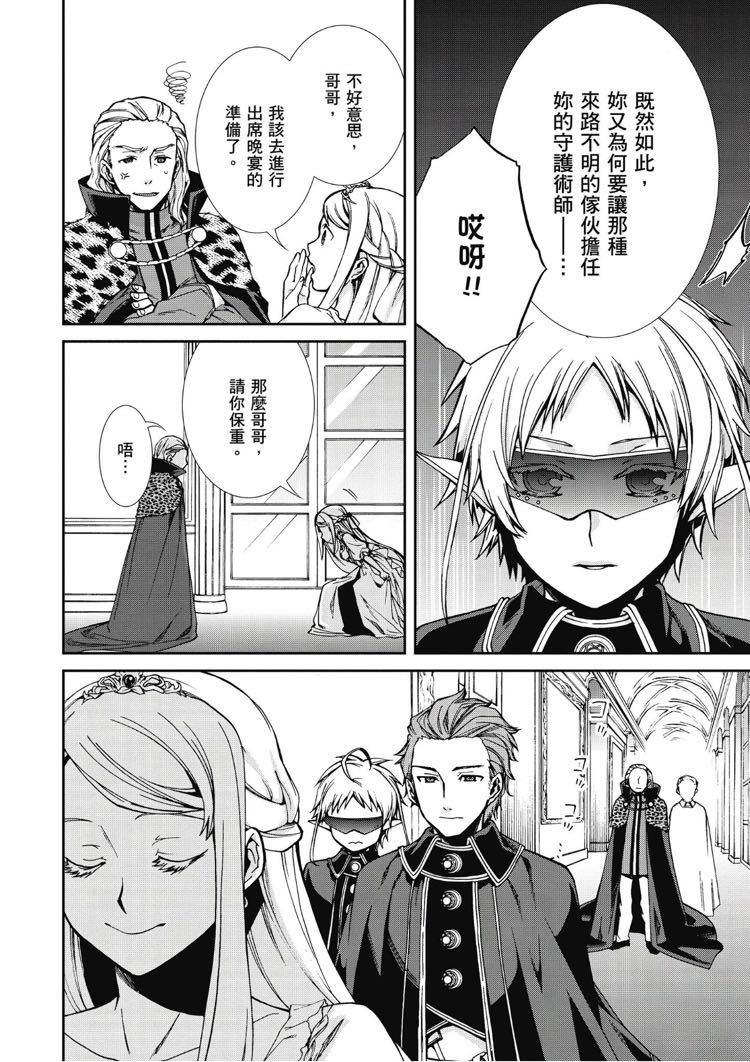 既然如此，
妳又為何要讓那種
來路不明的傢伙擔任
妳的守護術師——…
哎呀!!
不好意思，
哥哥，
我該去進行
出席晚宴的
準備了。
那麼哥哥，
請你保重。
唔…